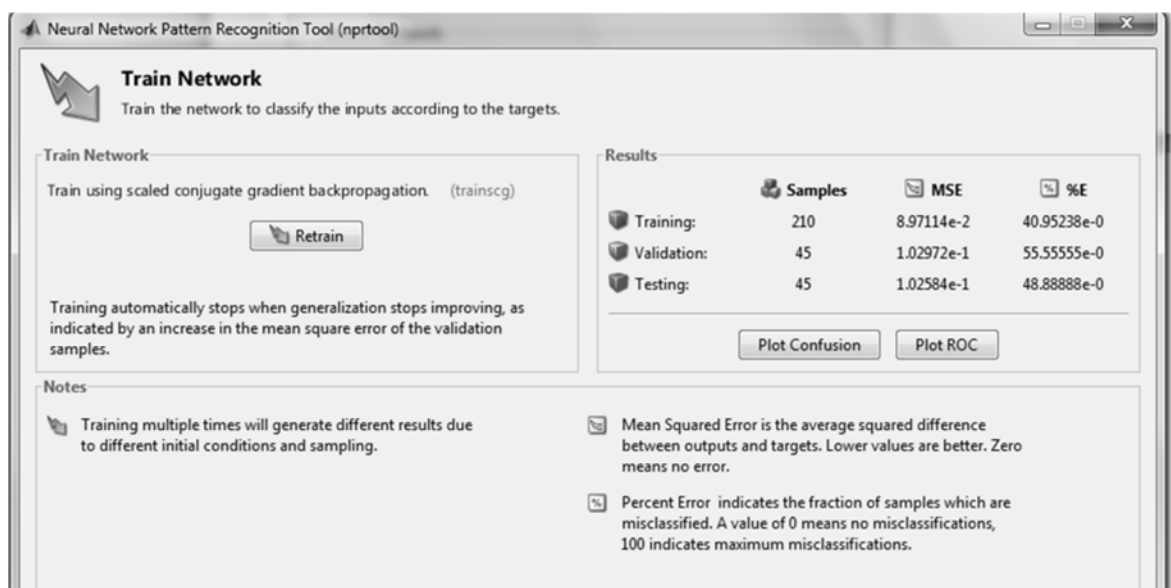 Neural Network Pattern Recognition Tool (nprtool)
Train Network
Train the network to classify the inputs according to the targets.
Train Network
Train using scaled conjugate gradient backpropagation. (trainscg)
Retrain
Training automatically stops when generalization stops improving, as
indicated by an increase in the mean square error of the validation
samples.
Results
Samples MSE %E
Training: 210 8.97114e-2 40.95238e-0
Validation: 45 1.02972e-1 55.55555e-0
Testing: 45 1.02584e-1 48.88888e-0
Plot Confusion Plot ROC
Notes
Training multiple times will generate different results due
to different initial conditions and sampling.
Mean Squared Error is the average squared difference
between outputs and targets. Lower values are better. Zero
means no error.
Percent Error indicates the fraction of samples which are
misclassified. A value of 0 means no misclassifications,
100 indicates maximum misclassifications.